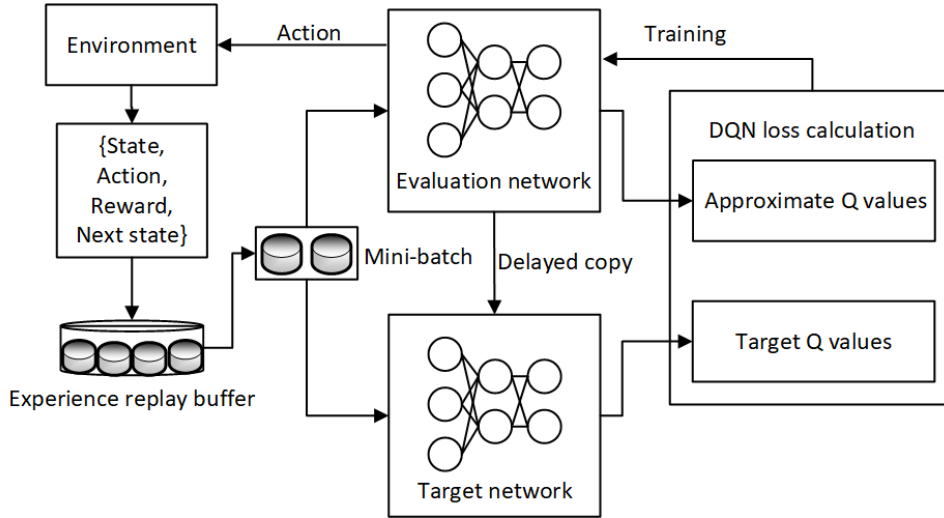 Environment
Action
Training
{State,
Action,
Reward,
Next state}
Evaluation network
DQN loss calculation
Approximate Q values
Mini-batch
Delayed copy
Target Q values
Experience replay buffer
Target network